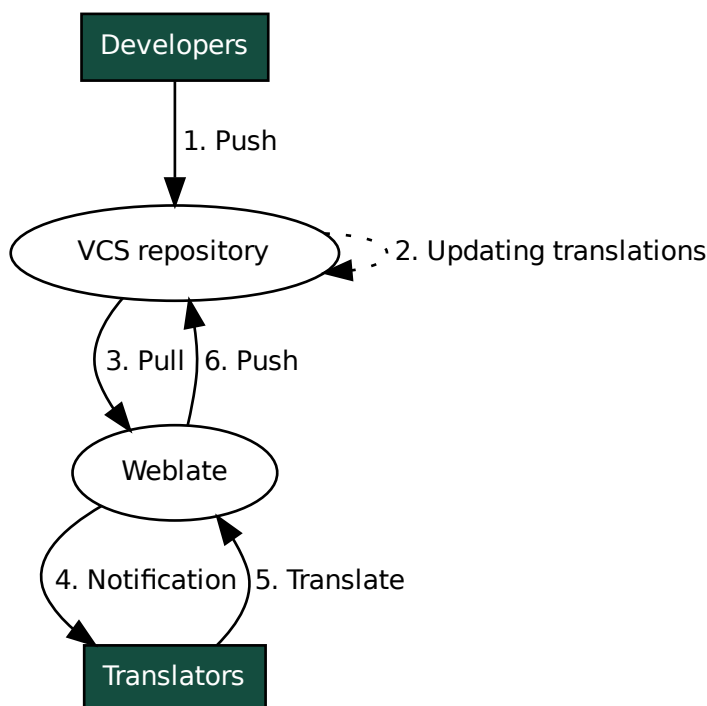 Developers
1. Push
VCS repository
2. Updating translations
3. Pull
6. Push
Weblate
4. Notification
5. Translate
Translators